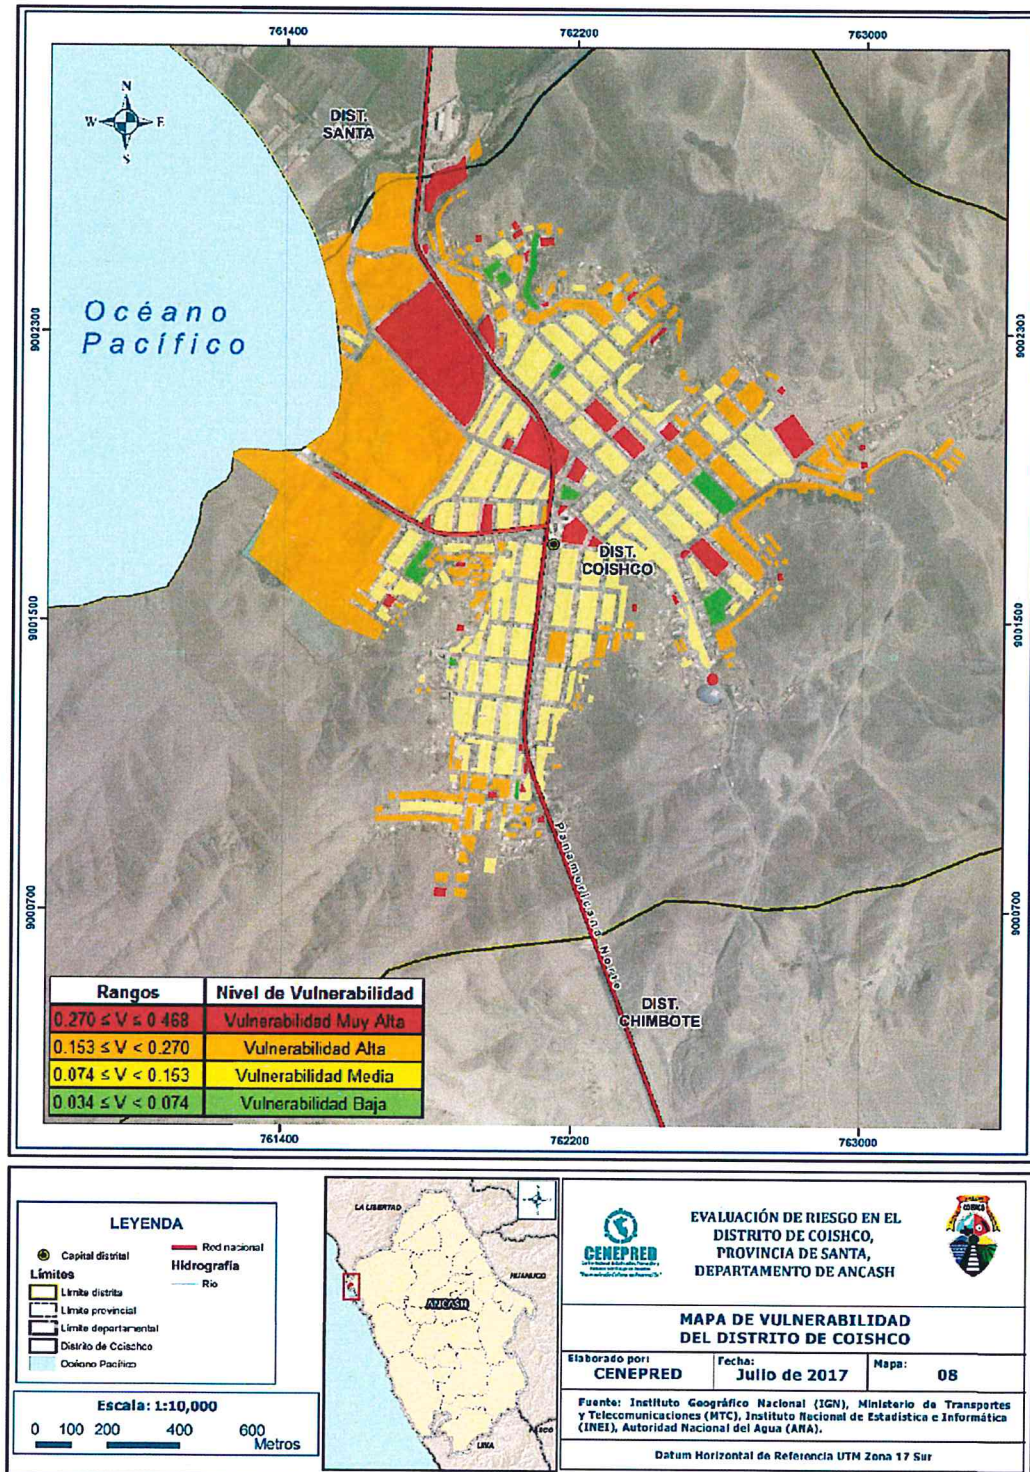 761400 762200 763000
N
W E
S
DIST.
SANTA
Océano
Pacífico
9002300 9002300
DIST.
COISHCO
9001500 9001500
Panamericana Norte
9000700 9000700
DIST.
CHIMBOTE
Rangos Nivel de Vulnerabilidad
0.270 ≤ V ≤ 0.468 Vulnerabilidad Muy Alta
0.153 ≤ V < 0.270 Vulnerabilidad Alta
0.074 ≤ V < 0.153 Vulnerabilidad Media
0.034 ≤ V < 0.074 Vulnerabilidad Baja
761400 762200 763000
LEYENDA
Capital distrital
Red nacional
Hidrografía
Río
Límites
Límite distrital
Límite provincial
Límite departamental
Distrito de Coischco
Océano Pacífico
Escala: 1:10,000
0 100 200 400 600
Metros
LA LIBERTAD
HUANUCO
ANCASH
LIMA
PASCO
CENEPRED
EVALUACIÓN DE RIESGO EN EL
DISTRITO DE COISHCO,
PROVINCIA DE SANTA,
DEPARTAMENTO DE ANCASH
COISHCO
MAPA DE VULNERABILIDAD
DEL DISTRITO DE COISHCO
Elaborado por:
CENEPRED
Fecha:
Julio de 2017
Mapa:
08
Fuente: Instituto Geográfico Nacional (IGN), Ministerio de Transportes
y Telecomunicaciones (MTC), Instituto Nacional de Estadística e Informática
(INEI), Autoridad Nacional del Agua (ANA).
Datum Horizontal de Referencia UTM Zona 17 Sur